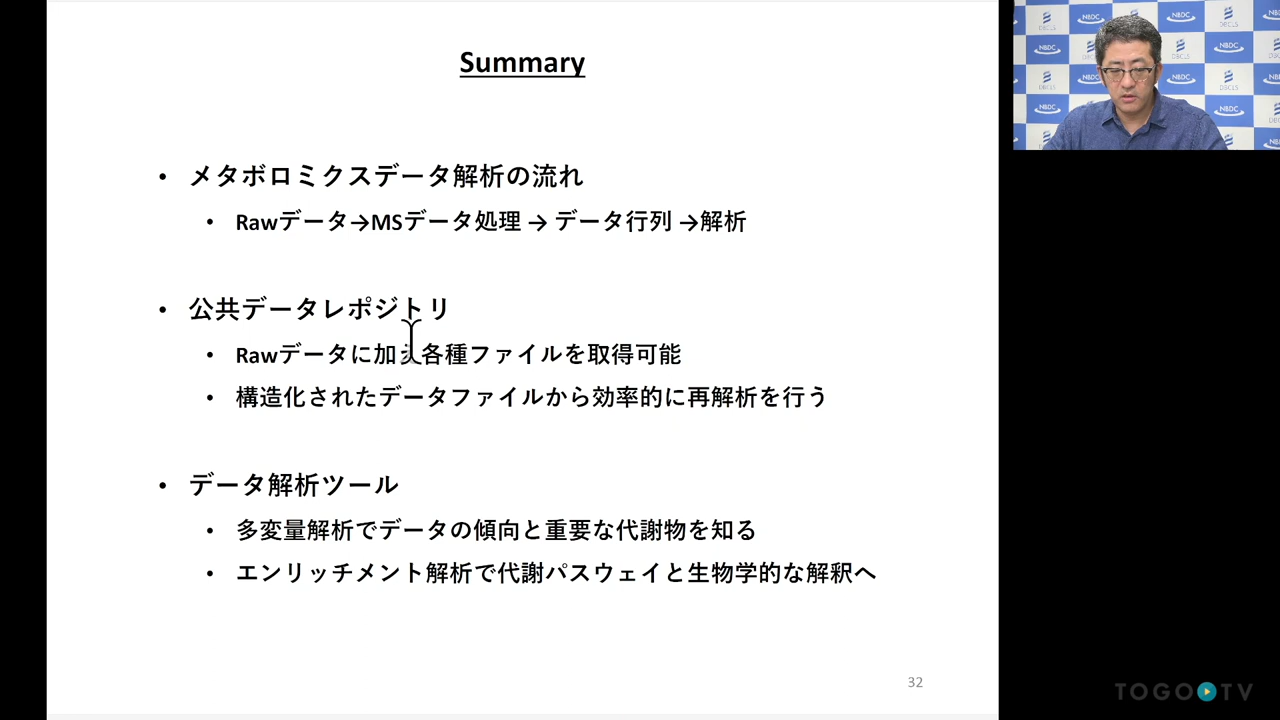 Summary
• メタボロミクスデータ解析の流れ
• Rawデータ→MSデータ処理 → データ行列 →解析
• 公共データレポジトリ
• Rawデータに加え各種ファイルを取得可能
• 構造化されたデータファイルから効率的に再解析を行う
• データ解析ツール
• 多変量解析でデータの傾向と重要な代謝物を知る
• エンリッチメント解析で代謝パスウェイと生物学的な解釈へ
32
NBDC
DBCLS
TOGO TV